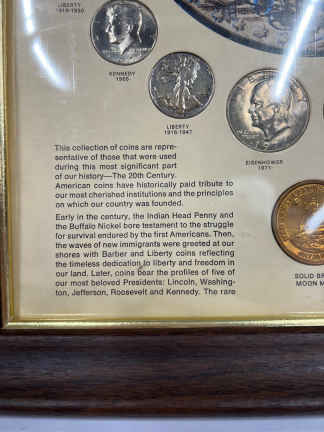 LIBERTY
1916-1930
KENNEDY
1965
LIBERTY
1916-1947
EISENHOWER
1971-
This collection of coins are repre-
sentative of those that were used
during this most significant part
of our history—The 20th Century.
American coins have historically paid tribute to
our most cherished institutions and the principles
on which our country was founded.
Early in the century, the Indian Head Penny and
the Buffalo Nickel bore testament to the struggle
for survival endured by the first Americans. Then,
the waves of new immigrants were greeted at our
shores with Barber and Liberty coins reflecting
the timeless dedication to liberty and freedom in
our land. Later, coins bear the profiles of five of
our most beloved Presidents: Lincoln, Washing-
ton, Jefferson, Roosevelt and Kennedy. The rare
SOLID BR
MOON M